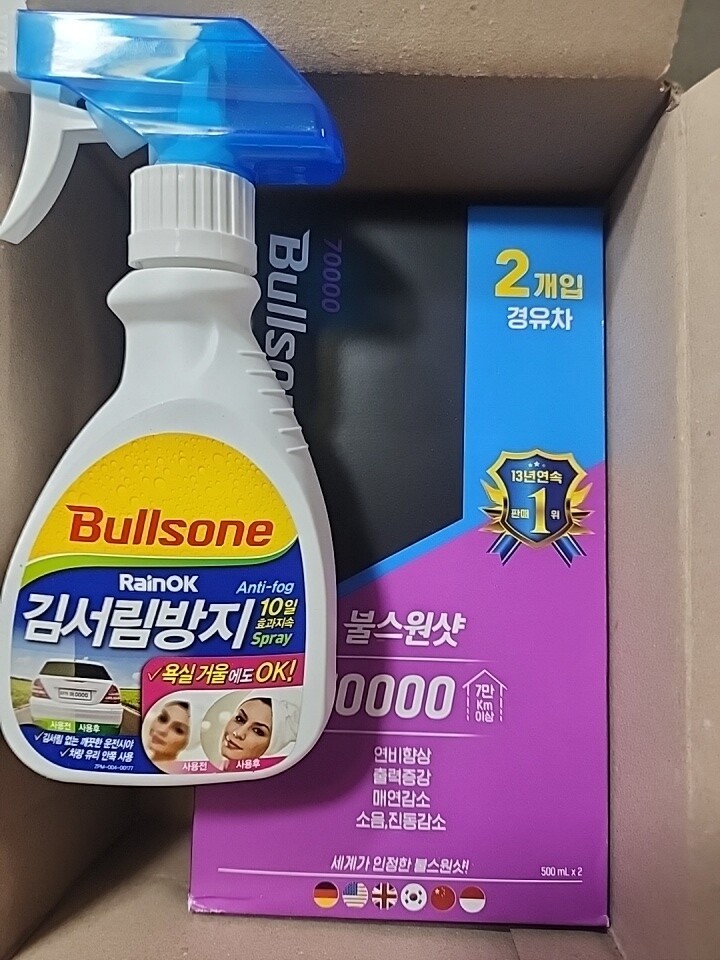 Bullsone
RainOK
Anti-fog
김서림방지
10일
효과지속
Spray
✓욕실 거울에도 OK!
사용전 사용후
✓김서림 없는 깨끗한 운전시야
✓차량 유리 안쪽 사용
사용전
사용후
70000
2개입
경유차
13년연속
판매 1위
불스원샷
0000
7만
Km
이상
연비향상
출력증강
매연감소
소음,진동감소
세계가 인정한 불스원샷!
500 mL x 2